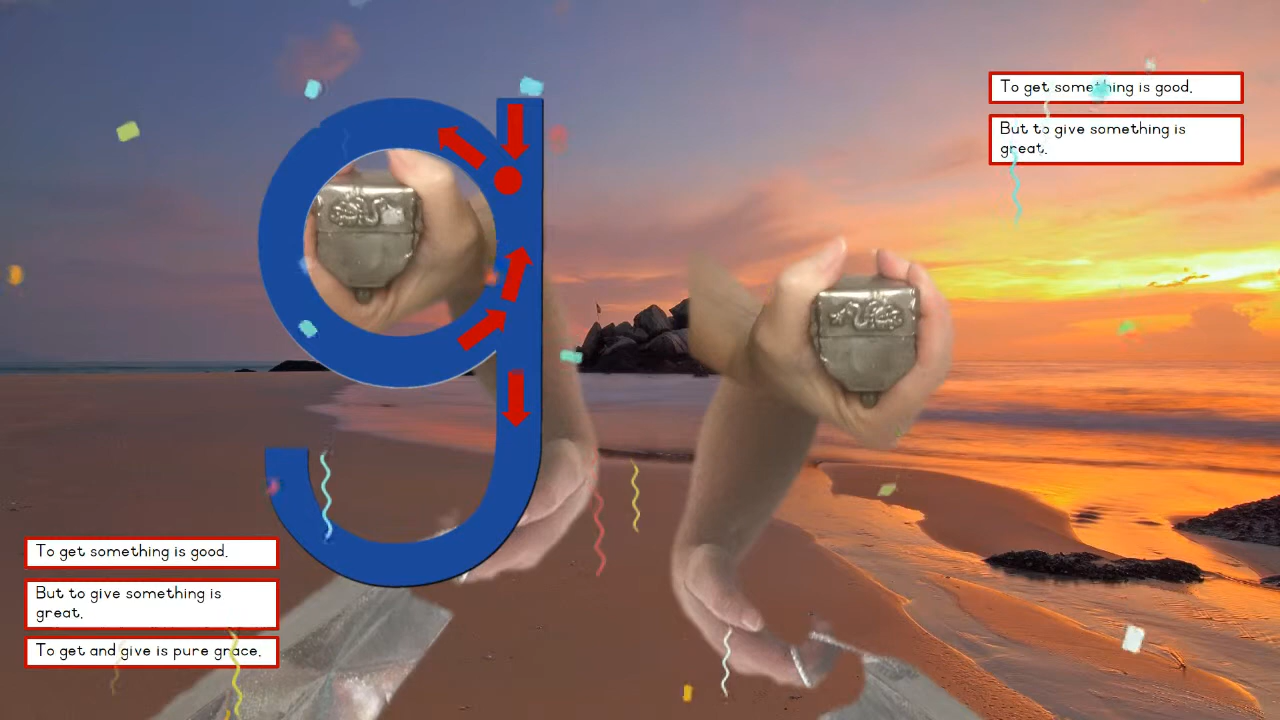 To get something is good.
But to give something is
great.
g
To get something is good.
But to give something is
great.
To get and give is pure grace.